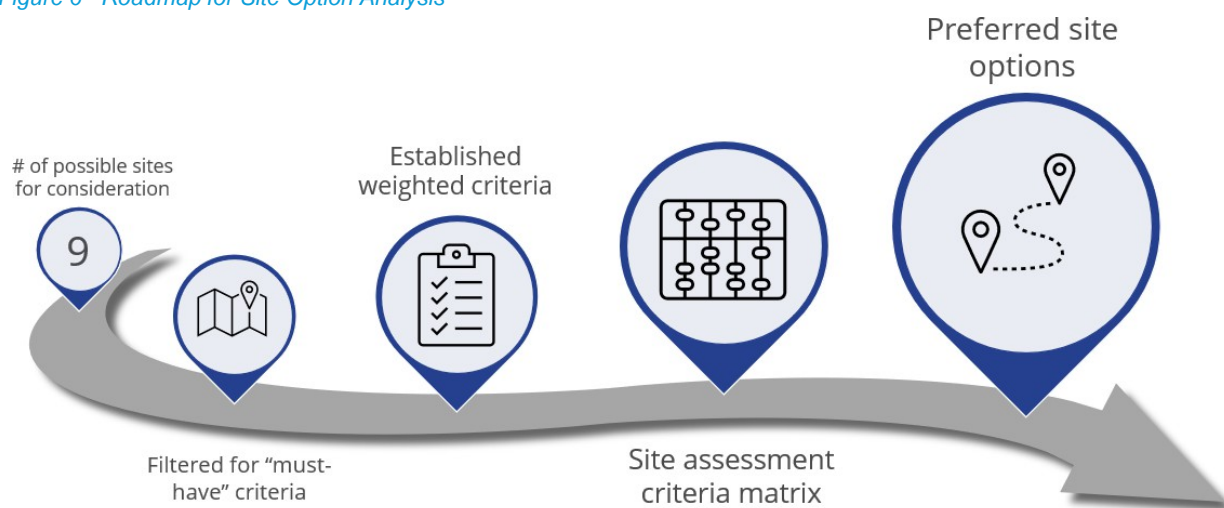 Figure 6 - Roadmap for Site Option Analysis
# of possible sites
for consideration
9
Filtered for “must-
have” criteria
Established
weighted criteria
Site assessment
criteria matrix
Preferred site
options